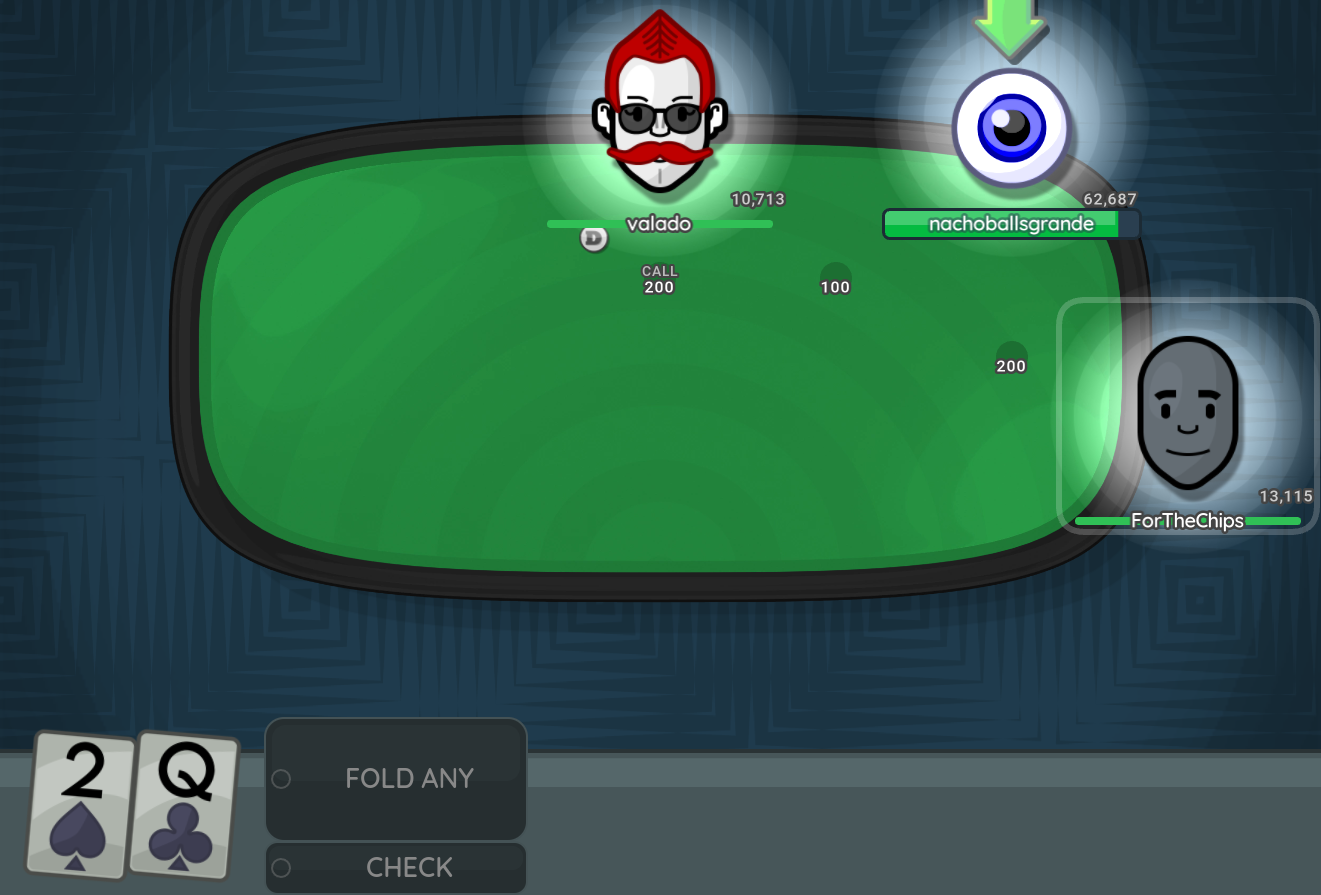 10,713
62,687
valado
nachoballsgrande
D
CALL
200
100
200
13,115
ForTheChips
2
Q
FOLD ANY
CHECK